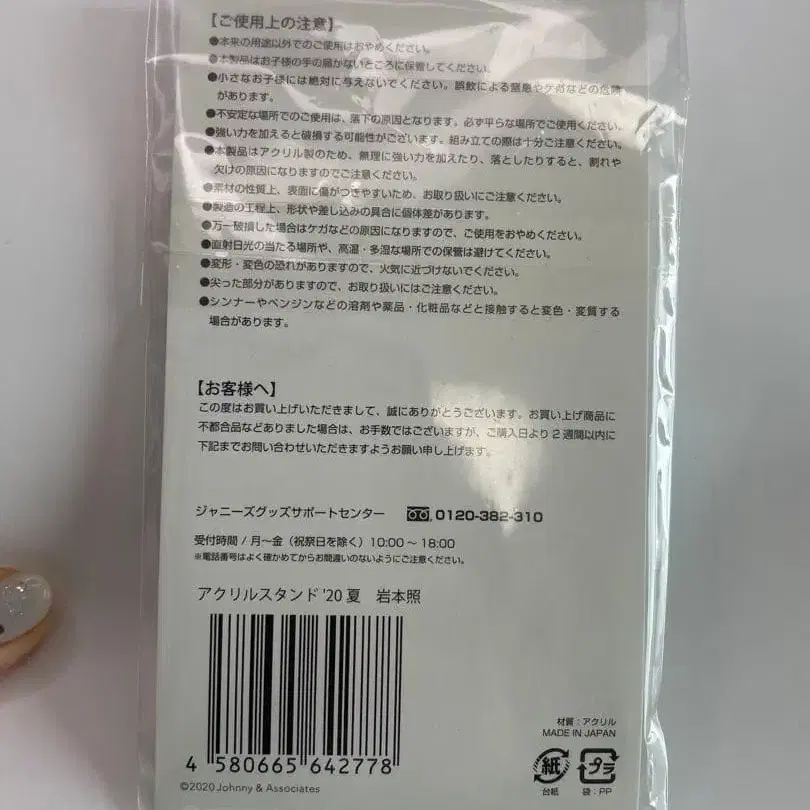 【ご使用上の注意】
●本来の用途以外でのご使用はおやめください。
●本製品はお子様の手の届かないところに保管してください。
●小さなお子様には絶対に与えないでください。誤飲による窒息やケガなどの危険
があります。
●不安定な場所でのご使用は、落下の原因となります。必ず平らな場所でご使用ください。
●強い力を加えると破損する可能性がございます。組み立ての際は十分ご注意ください。
●本製品はアクリル製のため、無理に強い力を加えたり、落としたりすると、割れや
欠けの原因になりますのでご注意ください。
●素材の性質上、表面に傷がつきやすいため、お取り扱いにご注意ください。
●製造の工程上、形状や差し込みの具合に個体差があります。
●万一破損した場合はケガなどの原因になりますので、ご使用をおやめください。
●直射日光の当たる場所や、高温・多湿な場所での保管は避けてください。
●変形・変色の恐れがありますので、火気に近づけないでください。
●尖った部分がありますので、お取り扱いにはご注意ください。
●シンナーやベンジンなどの溶剤や薬品・化粧品などと接触すると変色・変質する
場合があります。
【お客様へ】
この度はお買い上げいただきまして、誠にありがとうございます。お買い上げ商品に
不都合品などありました場合は、お手数ではございますが、ご購入日より2週間以内に
下記までお問い合わせいただきますようお願い申し上げます。
ジャニーズグッズサポートセンター 0120-382-310
受付時間/月〜金(祝祭日を除く)10:00〜18:00
※電話番号はよく確かめてからお間違いのないようにご注意ください。
アクリルスタンド'20夏 岩本照
4 580665 642778
©2020 Johnny & Associates
材質：アクリル
MADE IN JAPAN
紙 プラ
台紙 袋：PP